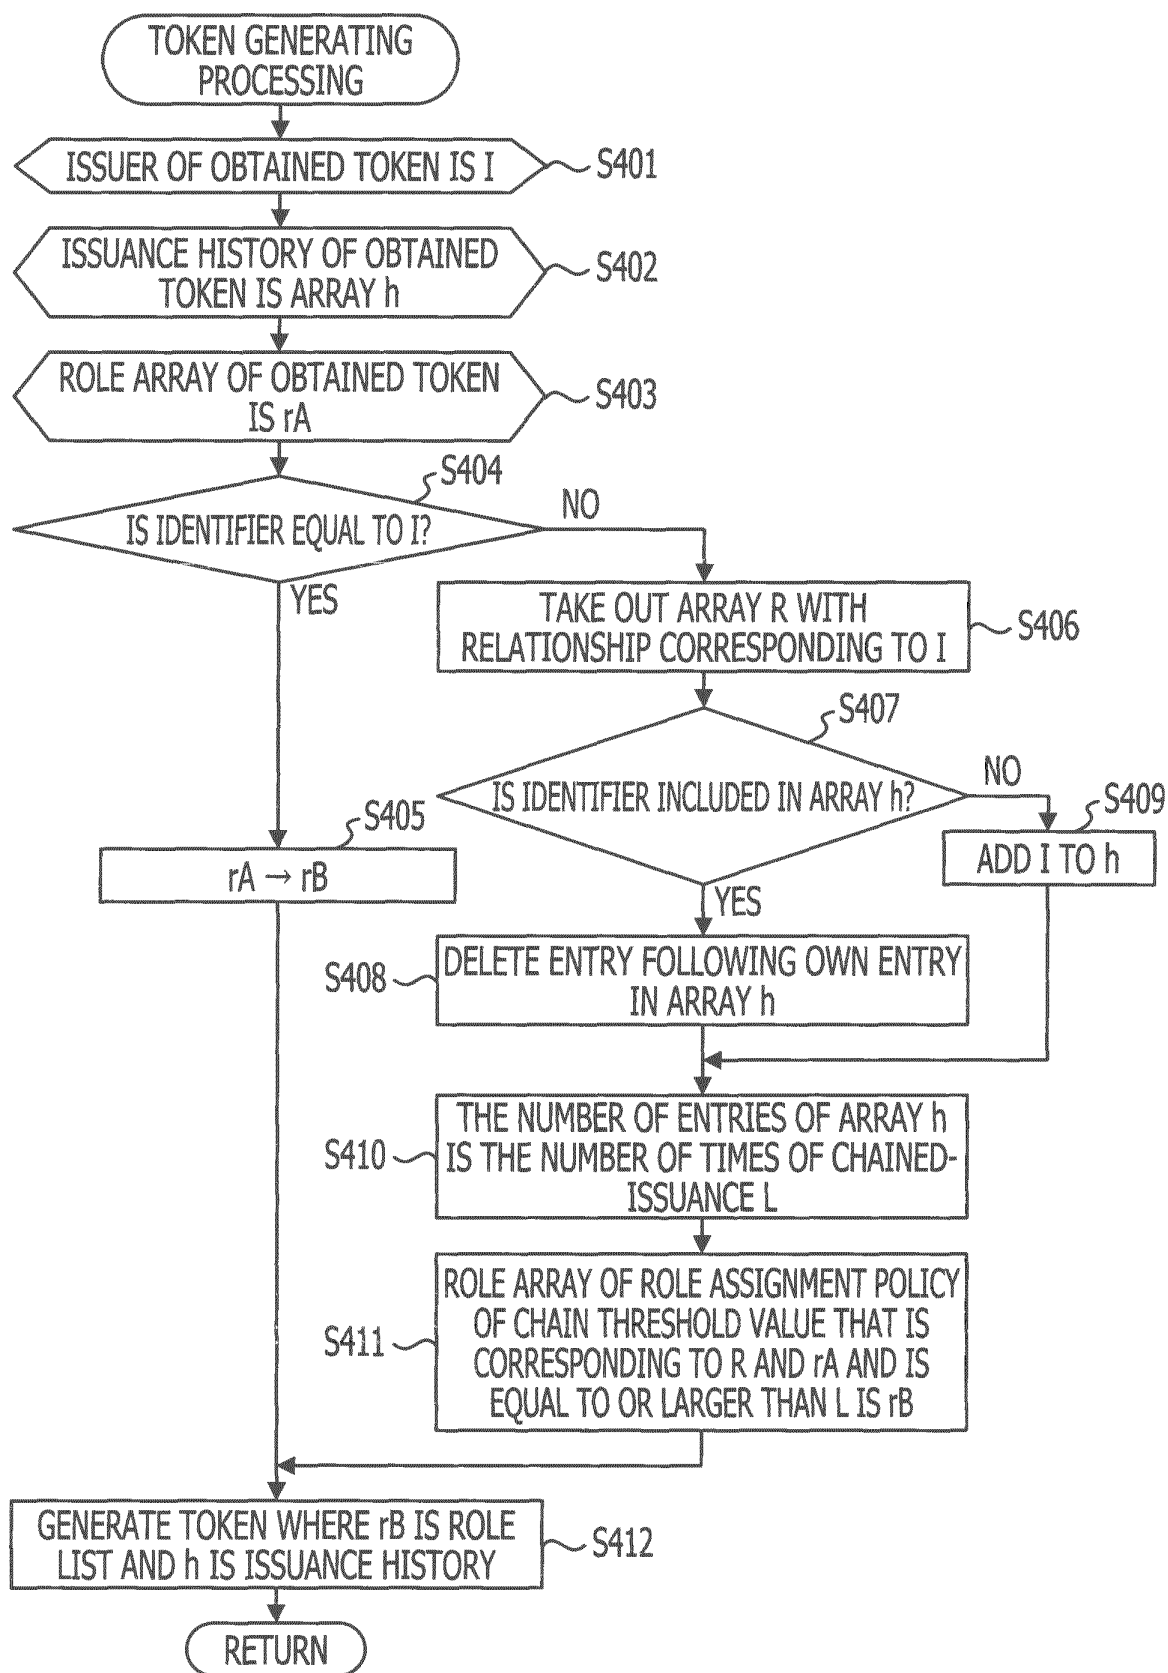 TOKEN GENERATING
PROCESSING
ISSUER OF OBTAINED TOKEN IS I
S401
ISSUANCE HISTORY OF OBTAINED
TOKEN IS ARRAY h
S402
ROLE ARRAY OF OBTAINED TOKEN
IS rA
S403
S404
IS IDENTIFIER EQUAL TO I?
NO
YES
TAKE OUT ARRAY R WITH
RELATIONSHIP CORRESPONDING TO I
S406
S407
IS IDENTIFIER INCLUDED IN ARRAY h?
NO
S409
ADD I TO h
S405
rA → rB
YES
S408
DELETE ENTRY FOLLOWING OWN ENTRY
IN ARRAY h
S410
THE NUMBER OF ENTRIES OF ARRAY h
IS THE NUMBER OF TIMES OF CHAINED-
ISSUANCE L
S411
ROLE ARRAY OF ROLE ASSIGNMENT POLICY
OF CHAIN THRESHOLD VALUE THAT IS
CORRESPONDING TO R AND rA AND IS
EQUAL TO OR LARGER THAN L IS rB
GENERATE TOKEN WHERE rB IS ROLE
LIST AND h IS ISSUANCE HISTORY
S412
RETURN